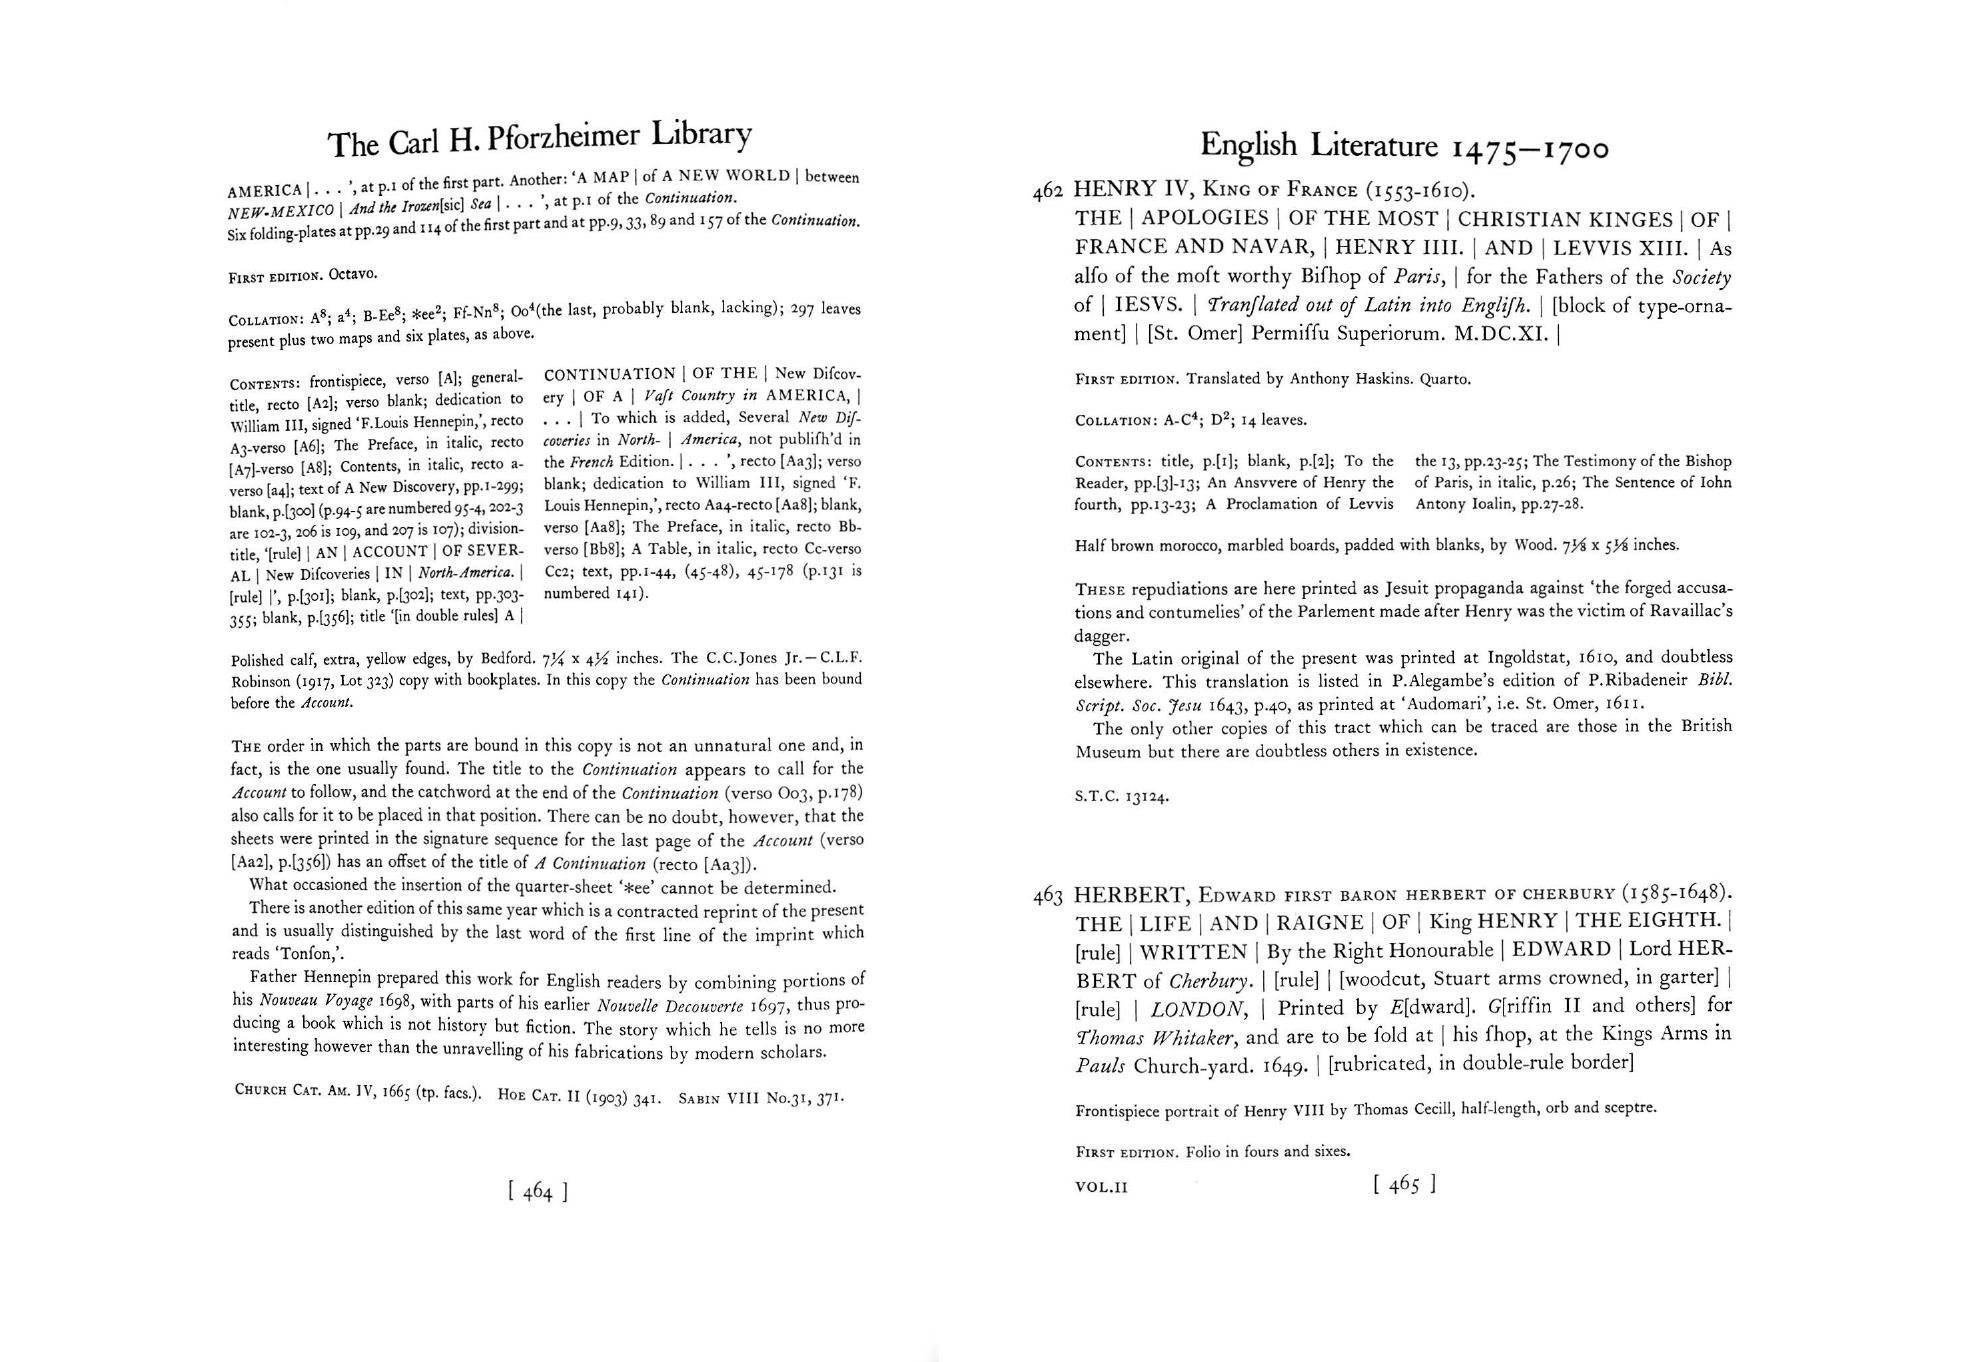 The Carl H. Pforzheimer Library
AMERICA | . . . ’, at p.1 of the first part. Another: ‘A MAP | of A NEW WORLD | between
NEW-MEXICO | And the Irozen[sic] Sea | . . . ’, at p.1 of the Continuation.
Six folding-plates at pp.29 and 114 of the first part and at pp.9, 33, 89 and 157 of the Continuation.
FIRST EDITION. Octavo.
COLLATION: A⁸; a⁴; B-Ee⁸; *ee²; Ff-Nn⁸; Oo⁴(the last, probably blank, lacking); 297 leaves
present plus two maps and six plates, as above.
CONTENTS: frontispiece, verso [A]; general-
title, recto [A2]; verso blank; dedication to
William III, signed ‘F.Louis Hennepin,’, recto
A3-verso [A6]; The Preface, in italic, recto
[A7]-verso [A8]; Contents, in italic, recto a-
verso [a4]; text of A New Discovery, pp.1-299;
blank, p.[300] (p.94-5 are numbered 95-4, 202-3
are 102-3, 206 is 109, and 207 is 107); division-
title, ‘[rule] | AN | ACCOUNT | OF SEVER-
AL | New Diſcoveries | IN | North-America. |
[rule] |’, p.[301]; blank, p.[302]; text, pp.303-
355; blank, p.[356]; title ‘[in double rules] A |
CONTINUATION | OF THE | New Diſcov-
ery | OF A | Vaſt Country in AMERICA, |
. . . | To which is added, Several New Diſ-
coveries in North- | America, not publiſh’d in
the French Edition. | . . . ’, recto [Aa3]; verso
blank; dedication to William III, signed ‘F.
Louis Hennepin,’, recto Aa4-recto [Aa8]; blank,
verso [Aa8]; The Preface, in italic, recto Bb-
verso [Bb8]; A Table, in italic, recto Cc-verso
Cc2; text, pp.1-44, (45-48), 45-178 (p.131 is
numbered 141).
Polished calf, extra, yellow edges, by Bedford. 7¼ x 4½ inches. The C.C.Jones Jr.—C.L.F.
Robinson (1917, Lot 323) copy with bookplates. In this copy the Continuation has been bound
before the Account.
THE order in which the parts are bound in this copy is not an unnatural one and, in
fact, is the one usually found. The title to the Continuation appears to call for the
Account to follow, and the catchword at the end of the Continuation (verso Oo3, p.178)
also calls for it to be placed in that position. There can be no doubt, however, that the
sheets were printed in the signature sequence for the last page of the Account (verso
[Aa2], p.[356]) has an offset of the title of A Continuation (recto [Aa3]).
What occasioned the insertion of the quarter-sheet ‘*ee’ cannot be determined.
There is another edition of this same year which is a contracted reprint of the present
and is usually distinguished by the last word of the first line of the imprint which
reads ‘Tonſon,’.
Father Hennepin prepared this work for English readers by combining portions of
his Nouveau Voyage 1698, with parts of his earlier Nouvelle Decouverte 1697, thus pro-
ducing a book which is not history but fiction. The story which he tells is no more
interesting however than the unravelling of his fabrications by modern scholars.
CHURCH CAT. AM. IV, 1665 (tp. facs.). HOE CAT. II (1903) 341. SABIN VIII No.31, 371.
[ 464 ]
English Literature 1475—1700
462 HENRY IV, KING OF FRANCE (1553-1610).
THE | APOLOGIES | OF THE MOST | CHRISTIAN KINGES | OF |
FRANCE AND NAVAR, | HENRY IIII. | AND | LEVVIS XIII. | As
alſo of the moſt worthy Biſhop of Paris, | for the Fathers of the Society
of | IESVS. | Tranſlated out of Latin into Engliſh. | [block of type-orna-
ment] | [St. Omer] Permiſſu Superiorum. M.DC.XI. |
FIRST EDITION. Translated by Anthony Haskins. Quarto.
COLLATION: A-C⁴; D²; 14 leaves.
CONTENTS: title, p.[1]; blank, p.[2]; To the
Reader, pp.[3]-13; An Ansvvere of Henry the
fourth, pp.13-23; A Proclamation of Levvis
the 13, pp.23-25; The Testimony of the Bishop
of Paris, in italic, p.26; The Sentence of Iohn
Antony Ioalin, pp.27-28.
Half brown morocco, marbled boards, padded with blanks, by Wood. 7⅛ x 5⅛ inches.
THESE repudiations are here printed as Jesuit propaganda against ‘the forged accusa-
tions and contumelies’ of the Parlement made after Henry was the victim of Ravaillac’s
dagger.
The Latin original of the present was printed at Ingoldstat, 1610, and doubtless
elsewhere. This translation is listed in P.Alegambe’s edition of P.Ribadeneir Bibl.
Script. Soc. Jesu 1643, p.40, as printed at ‘Audomari’, i.e. St. Omer, 1611.
The only other copies of this tract which can be traced are those in the British
Museum but there are doubtless others in existence.
S.T.C. 13124.
463 HERBERT, EDWARD FIRST BARON HERBERT OF CHERBURY (1585-1648).
THE | LIFE | AND | RAIGNE | OF | King HENRY | THE EIGHTH. |
[rule] | WRITTEN | By the Right Honourable | EDWARD | Lord HER-
BERT of Cherbury. | [rule] | [woodcut, Stuart arms crowned, in garter] |
[rule] | LONDON, | Printed by E[dward]. G[riffin II and others] for
Thomas Whitaker, and are to be ſold at | his ſhop, at the Kings Arms in
Pauls Church-yard. 1649. | [rubricated, in double-rule border]
Frontispiece portrait of Henry VIII by Thomas Cecill, half-length, orb and sceptre.
FIRST EDITION. Folio in fours and sixes.
VOL.II
[ 465 ]